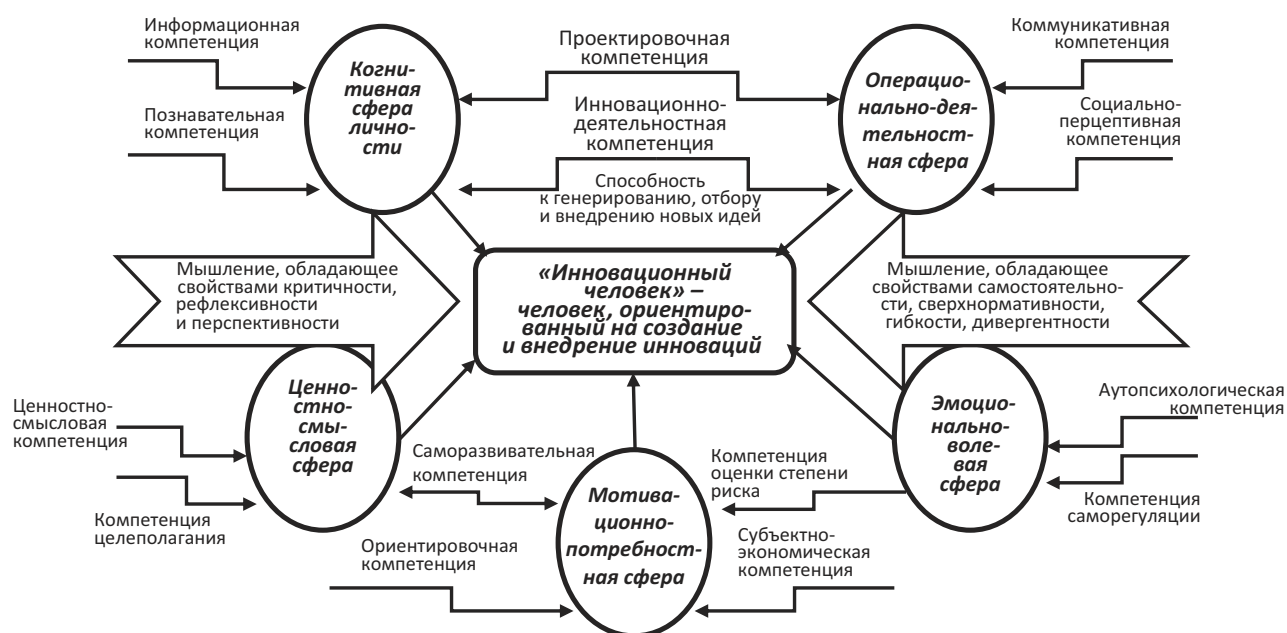 Информационная
компетенция
Познавательная
компетенция
Когни-
тивная
сфера
лично-
сти
Проектировочная
компетенция
Инновационно-
деятельностная
компетенция
Способность
к генерированию, отбору
и внедрению новых идей
Операцио-
нально-дея-
тельност-
ная сфера
Коммуникативная
компетенция
Социально-
перцептивная
компетенция
Мышление, обладающее
свойствами критичности,
рефлексивности
и перспективности
«Инновационный
человек» –
человек, ориентиро-
ванный на создание
и внедрение инноваций
Мышление, обладающее
свойствами самостоятельно-
сти, сверхнормативности,
гибкости, дивергентности
Ценностно-
смысловая
компетенция
Компетенция
целеполагания
Ценно-
стно-
смы-
словая
сфера
Саморазвивательная
компетенция
Ориентировочная
компетенция
Мотива-
ционно-
потребност-
ная сфера
Компетенция
оценки степени
риска
Субъектно-
экономическая
компетенция
Эмоцио-
нально-
воле-
вая
сфера
Аутопсихологическая
компетенция
Компетенция
саморегуляции